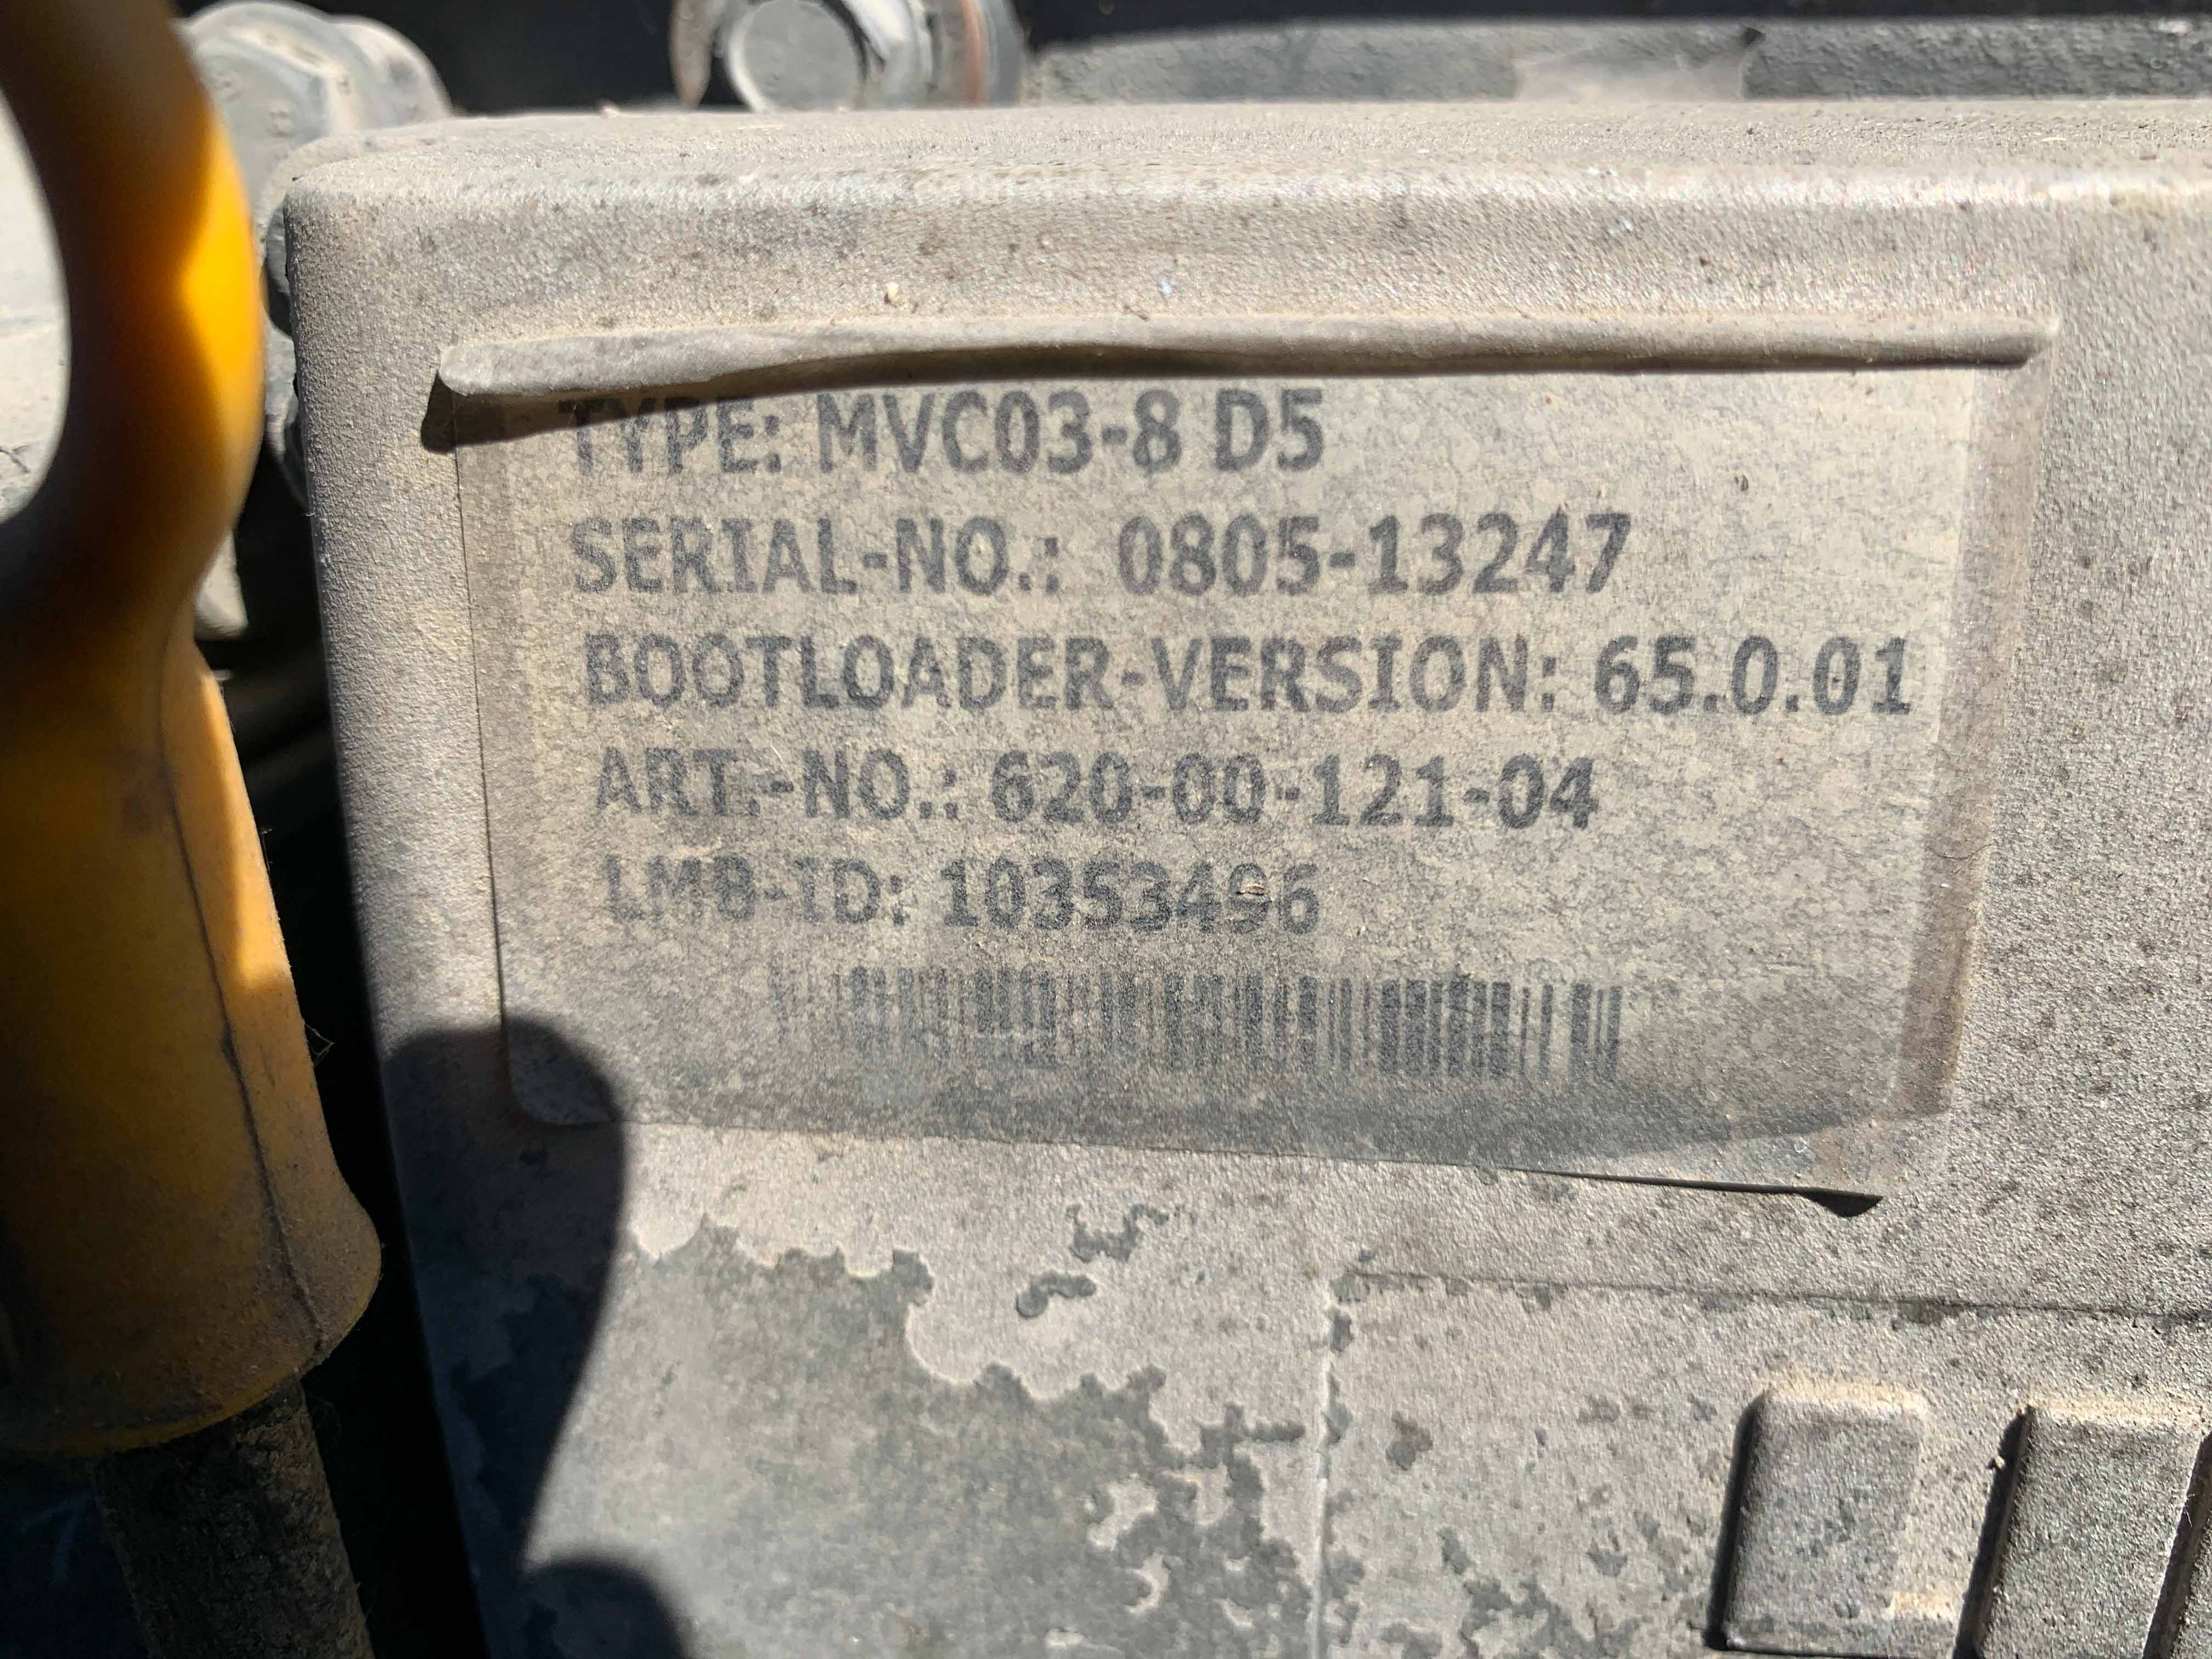 TYPE: MVC03-8 D5
SERIAL-NO.: 0805-13247
BOOTLOADER-VERSION: 65.0.01
ART.-NO.: 620-00-121-04
LMB-ID: 10353496